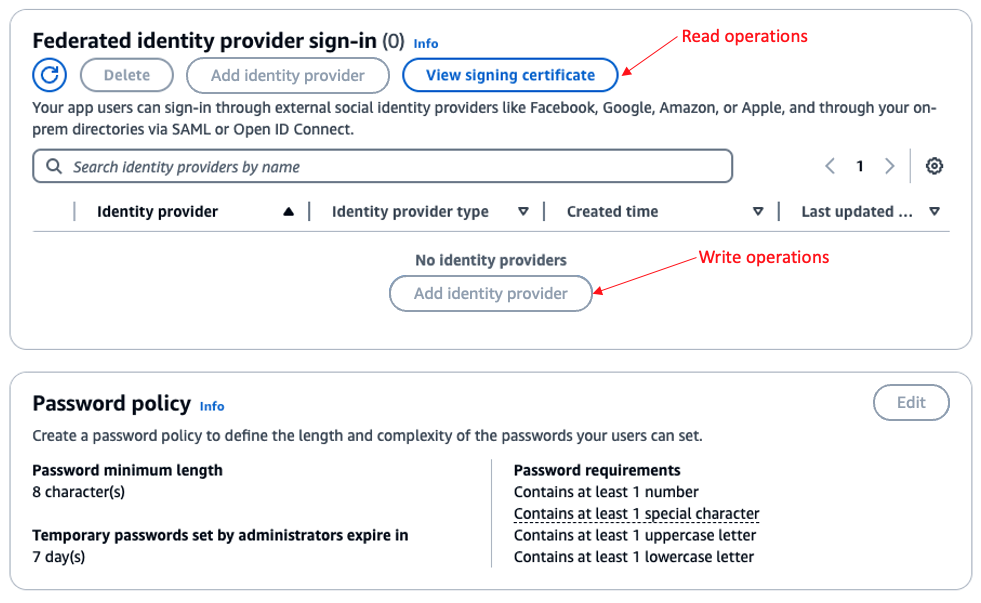 Federated identity provider sign-in (0) Info
Read operations
Delete
Add identity provider
View signing certificate
Your app users can sign-in through external social identity providers like Facebook, Google, Amazon, or Apple, and through your on-
prem directories via SAML or Open ID Connect.
Search identity providers by name
1
Identity provider
Identity provider type
Created time
Last updated ...
No identity providers
Write operations
Add identity provider
Password policy Info
Edit
Create a password policy to define the length and complexity of the passwords your users can set.
Password minimum length
8 character(s)
Temporary passwords set by administrators expire in
7 day(s)
Password requirements
Contains at least 1 number
Contains at least 1 special character
Contains at least 1 uppercase letter
Contains at least 1 lowercase letter